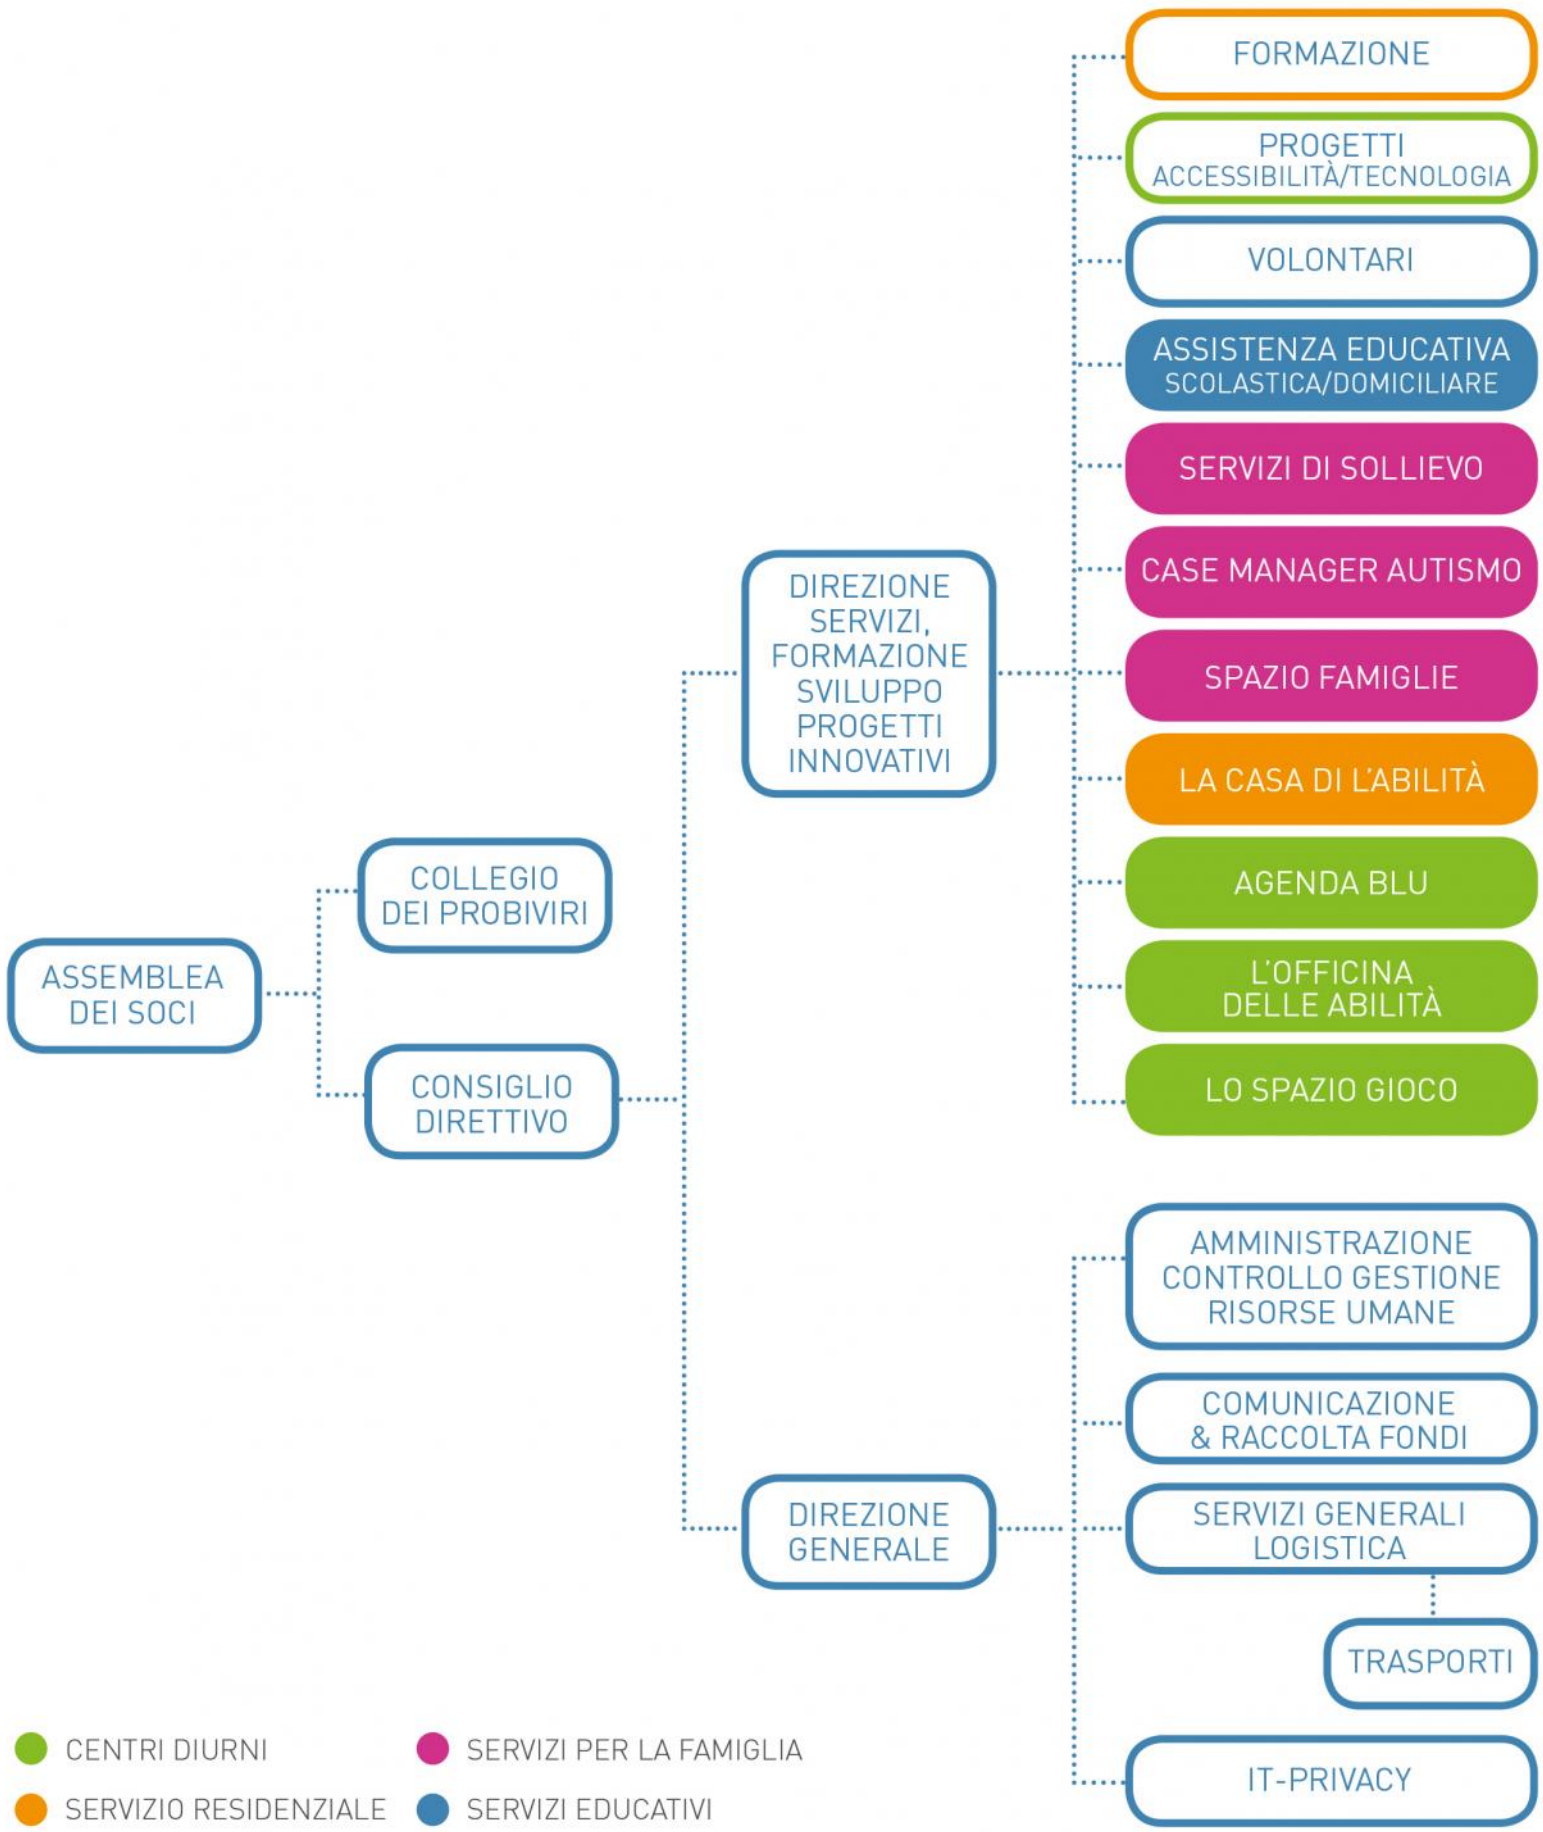 FORMAZIONE
PROGETTI
ACCESSIBILITÀ/TECNOLOGIA
VOLONTARI
ASSISTENZA EDUCATIVA
SCOLASTICA/DOMICILIARE
SERVIZI DI SOLLIEVO
CASE MANAGER AUTISMO
SPAZIO FAMIGLIE
LA CASA DI L'ABILITÀ
AGENDA BLU
L'OFFICINA
DELLE ABILITÀ
LO SPAZIO GIOCO
DIREZIONE
SERVIZI,
FORMAZIONE
SVILUPPO
PROGETTI
INNOVATIVI
COLLEGIO
DEI PROBIVIRI
ASSEMBLEA
DEI SOCI
CONSIGLIO
DIRETTIVO
AMMINISTRAZIONE
CONTROLLO GESTIONE
RISORSE UMANE
COMUNICAZIONE
& RACCOLTA FONDI
DIREZIONE
GENERALE
SERVIZI GENERALI
LOGISTICA
TRASPORTI
IT-PRIVACY
CENTRI DIURNI
SERVIZI PER LA FAMIGLIA
SERVIZIO RESIDENZIALE
SERVIZI EDUCATIVI